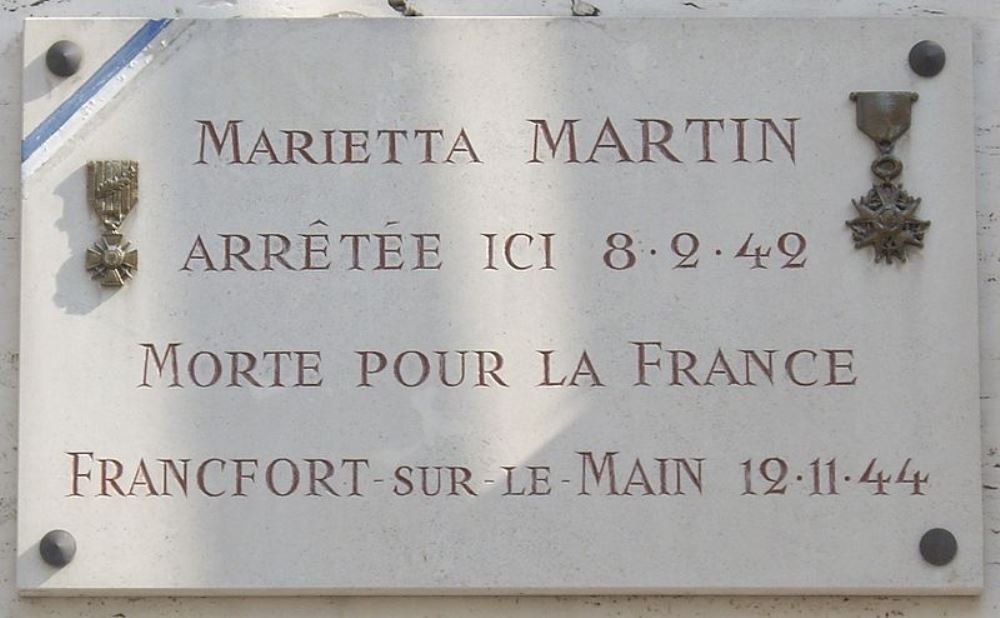 MARIETTA MARTIN
ARRÊTÉE ICI 8·2·42
MORTE POUR LA FRANCE
FRANCFORT-SUR-LE-MAIN 12·11·44